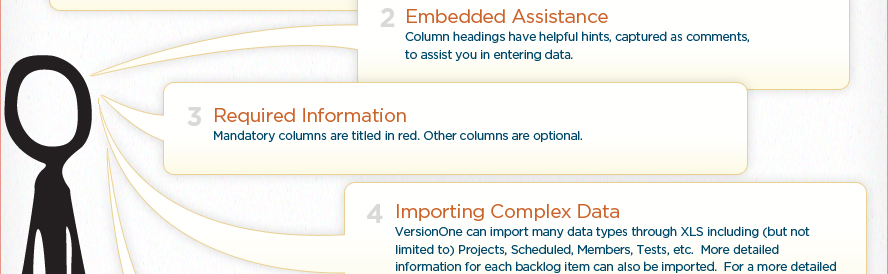 2 Embedded Assistance
Column headings have helpful hints, captured as comments,
to assist you in entering data.
3 Required Information
Mandatory columns are titled in red. Other columns are optional.
4 Importing Complex Data
VersionOne can import many data types through XLS including (but not
limited to) Projects, Scheduled, Members, Tests, etc.  More detailed
information for each backlog item can also be imported.  For a more detailed